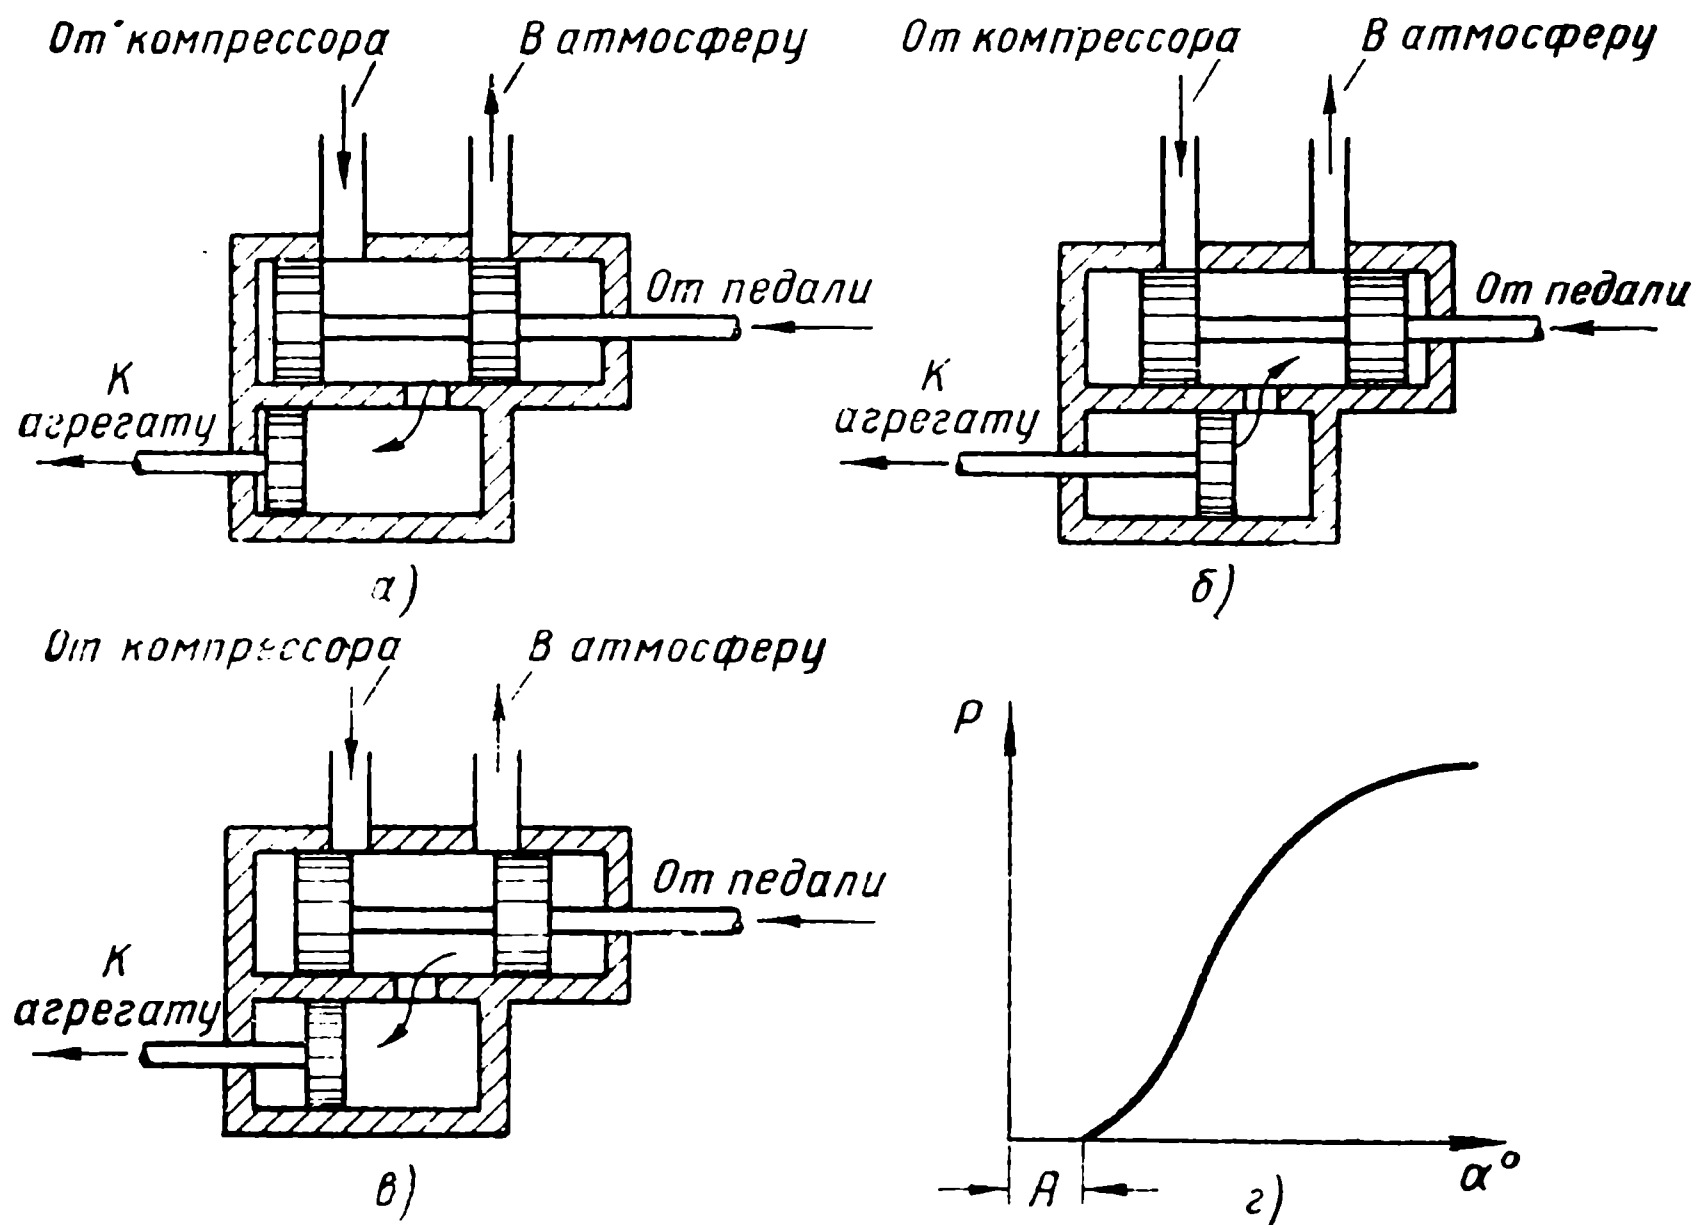 От компрессора
В атмосферу
От компрессора
В атмосферу
От педали
От педали
К
агрегату
К
агрегату
а)
б)
От компрессора
В атмосферу
P
От педали
К
агрегату
α°
A
в)
г)